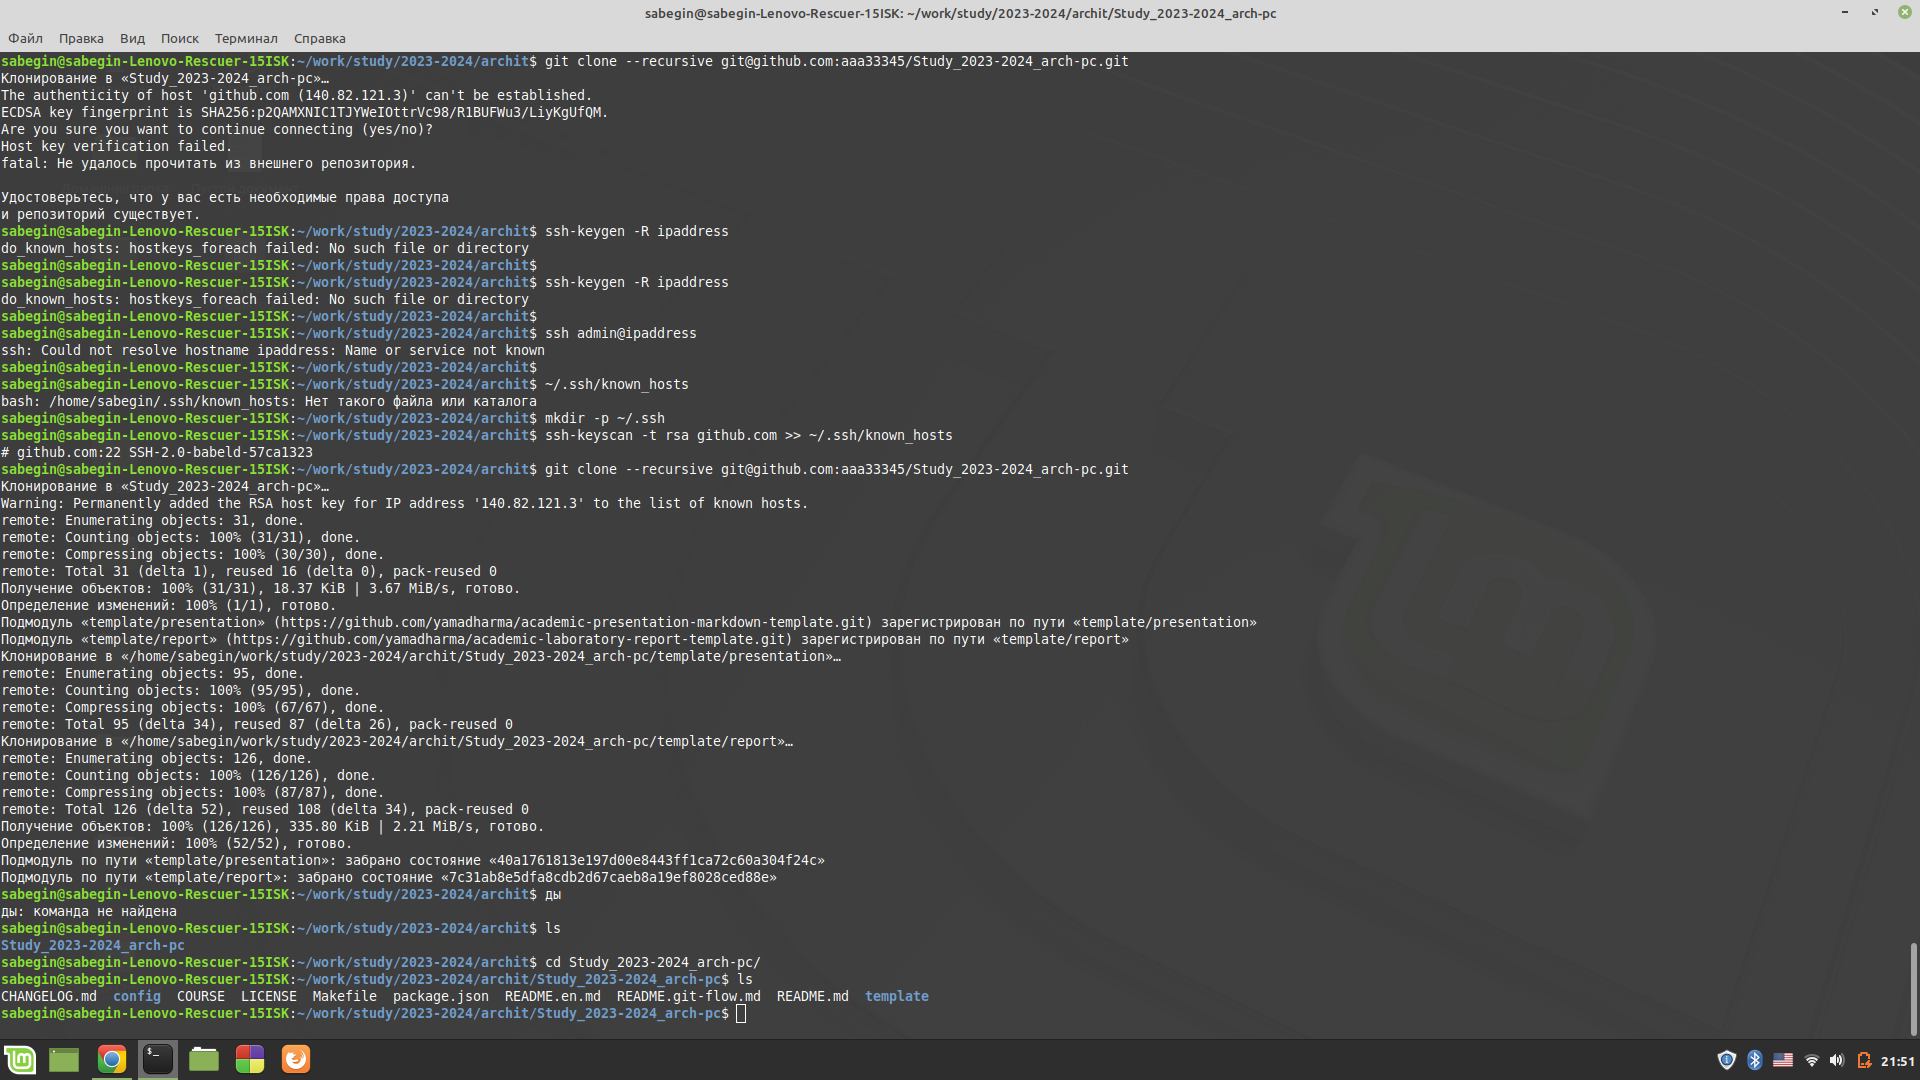 sabegin@sabegin-Lenovo-Rescuer-15ISK: ~/work/study/2023-2024/archit/Study_2023-2024_arch-pc
Файл Правка Вид Поиск Терминал Справка
sabegin@sabegin-Lenovo-Rescuer-15ISK:~/work/study/2023-2024/archit$ git clone --recursive git@github.com:aaa33345/Study_2023-2024_arch-pc.git
Клонирование в «Study_2023-2024_arch-pc»…
The authenticity of host 'github.com (140.82.121.3)' can't be established.
ECDSA key fingerprint is SHA256:p2QAMXNIC1TJYWeIOttrVc98/R1BUFWu3/LiyKgUfQM.
Are you sure you want to continue connecting (yes/no)?
Host key verification failed.
fatal: Не удалось прочитать из внешнего репозитория.
Удостоверьтесь, что у вас есть необходимые права доступа
и репозиторий существует.
sabegin@sabegin-Lenovo-Rescuer-15ISK:~/work/study/2023-2024/archit$ ssh-keygen -R ipaddress
do_known_hosts: hostkeys_foreach failed: No such file or directory
sabegin@sabegin-Lenovo-Rescuer-15ISK:~/work/study/2023-2024/archit$
sabegin@sabegin-Lenovo-Rescuer-15ISK:~/work/study/2023-2024/archit$ ssh-keygen -R ipaddress
do_known_hosts: hostkeys_foreach failed: No such file or directory
sabegin@sabegin-Lenovo-Rescuer-15ISK:~/work/study/2023-2024/archit$
sabegin@sabegin-Lenovo-Rescuer-15ISK:~/work/study/2023-2024/archit$ ssh admin@ipaddress
ssh: Could not resolve hostname ipaddress: Name or service not known
sabegin@sabegin-Lenovo-Rescuer-15ISK:~/work/study/2023-2024/archit$
sabegin@sabegin-Lenovo-Rescuer-15ISK:~/work/study/2023-2024/archit$ ~/.ssh/known_hosts
bash: /home/sabegin/.ssh/known_hosts: Нет такого файла или каталога
sabegin@sabegin-Lenovo-Rescuer-15ISK:~/work/study/2023-2024/archit$ mkdir -p ~/.ssh
sabegin@sabegin-Lenovo-Rescuer-15ISK:~/work/study/2023-2024/archit$ ssh-keyscan -t rsa github.com >> ~/.ssh/known_hosts
# github.com:22 SSH-2.0-babeld-57ca1323
sabegin@sabegin-Lenovo-Rescuer-15ISK:~/work/study/2023-2024/archit$ git clone --recursive git@github.com:aaa33345/Study_2023-2024_arch-pc.git
Клонирование в «Study_2023-2024_arch-pc»…
Warning: Permanently added the RSA host key for IP address '140.82.121.3' to the list of known hosts.
remote: Enumerating objects: 31, done.
remote: Counting objects: 100% (31/31), done.
remote: Compressing objects: 100% (30/30), done.
remote: Total 31 (delta 1), reused 16 (delta 0), pack-reused 0
Получение объектов: 100% (31/31), 18.37 KiB | 3.67 MiB/s, готово.
Определение изменений: 100% (1/1), готово.
Подмодуль «template/presentation» (https://github.com/yamadharma/academic-presentation-markdown-template.git) зарегистрирован по пути «template/presentation»
Подмодуль «template/report» (https://github.com/yamadharma/academic-laboratory-report-template.git) зарегистрирован по пути «template/report»
Клонирование в «/home/sabegin/work/study/2023-2024/archit/Study_2023-2024_arch-pc/template/presentation»…
remote: Enumerating objects: 95, done.
remote: Counting objects: 100% (95/95), done.
remote: Compressing objects: 100% (67/67), done.
remote: Total 95 (delta 34), reused 87 (delta 26), pack-reused 0
Клонирование в «/home/sabegin/work/study/2023-2024/archit/Study_2023-2024_arch-pc/template/report»…
remote: Enumerating objects: 126, done.
remote: Counting objects: 100% (126/126), done.
remote: Compressing objects: 100% (87/87), done.
remote: Total 126 (delta 52), reused 108 (delta 34), pack-reused 0
Получение объектов: 100% (126/126), 335.80 KiB | 2.21 MiB/s, готово.
Определение изменений: 100% (52/52), готово.
Подмодуль по пути «template/presentation»: забрано состояние «40a1761813e197d00e8443ff1ca72c60a304f24c»
Подмодуль по пути «template/report»: забрано состояние «7c31ab8e5dfa8cdb2d67caeb8a19ef8028ced88e»
sabegin@sabegin-Lenovo-Rescuer-15ISK:~/work/study/2023-2024/archit$ ды
ды: команда не найдена
sabegin@sabegin-Lenovo-Rescuer-15ISK:~/work/study/2023-2024/archit$ ls
Study_2023-2024_arch-pc
sabegin@sabegin-Lenovo-Rescuer-15ISK:~/work/study/2023-2024/archit$ cd Study_2023-2024_arch-pc/
sabegin@sabegin-Lenovo-Rescuer-15ISK:~/work/study/2023-2024/archit/Study_2023-2024_arch-pc$ ls
CHANGELOG.md config COURSE LICENSE Makefile package.json README.en.md README.git-flow.md README.md template
sabegin@sabegin-Lenovo-Rescuer-15ISK:~/work/study/2023-2024/archit/Study_2023-2024_arch-pc$
21:51